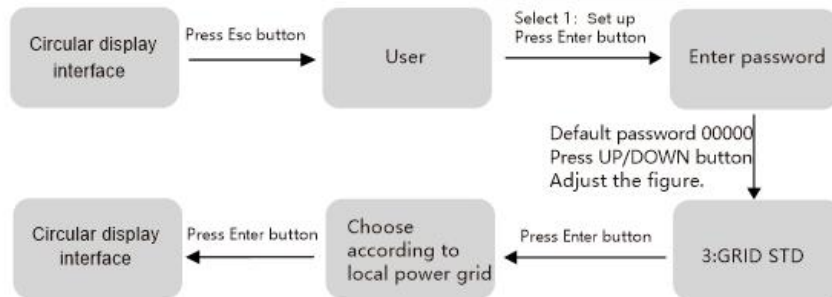 Circular display
interface
Press Esc button
User
Select 1: Set up
Press Enter button
Enter password
Default password 00000
Press UP/DOWN button
Adjust the figure.
3:GRID STD
Press Enter button
Choose
according to
local power grid
Press Enter button
Circular display
interface